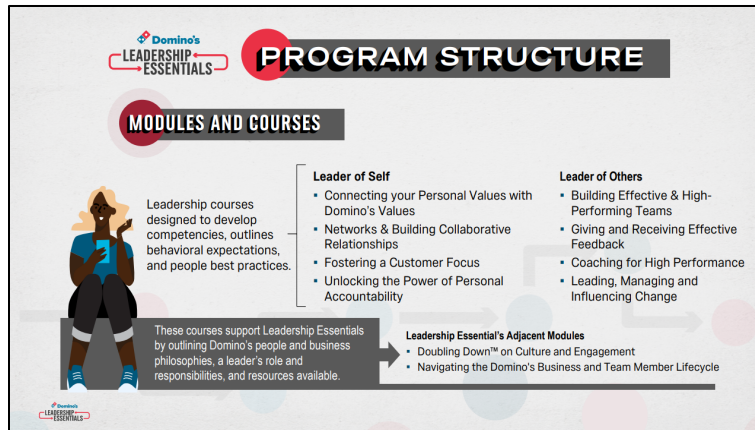 Domino's
LEADERSHIP
ESSENTIALS
PROGRAM STRUCTURE
MODULES AND COURSES
Leadership courses
designed to develop
competencies, outlines
behavioral expectations,
and people best practices.
Leader of Self
▪ Connecting your Personal Values with
Domino's Values
▪ Networks & Building Collaborative
Relationships
▪ Fostering a Customer Focus
▪ Unlocking the Power of Personal
Accountability
Leader of Others
▪ Building Effective & High-
Performing Teams
▪ Giving and Receiving Effective
Feedback
▪ Coaching for High Performance
▪ Leading, Managing and
Influencing Change
These courses support Leadership Essentials
by outlining Domino's people and business
philosophies, a leader's role and
responsibilities, and resources available.
Leadership Essential's Adjacent Modules
▪ Doubling Down™ on Culture and Engagement
▪ Navigating the Domino's Business and Team Member Lifecycle
Domino's
LEADERSHIP
ESSENTIALS